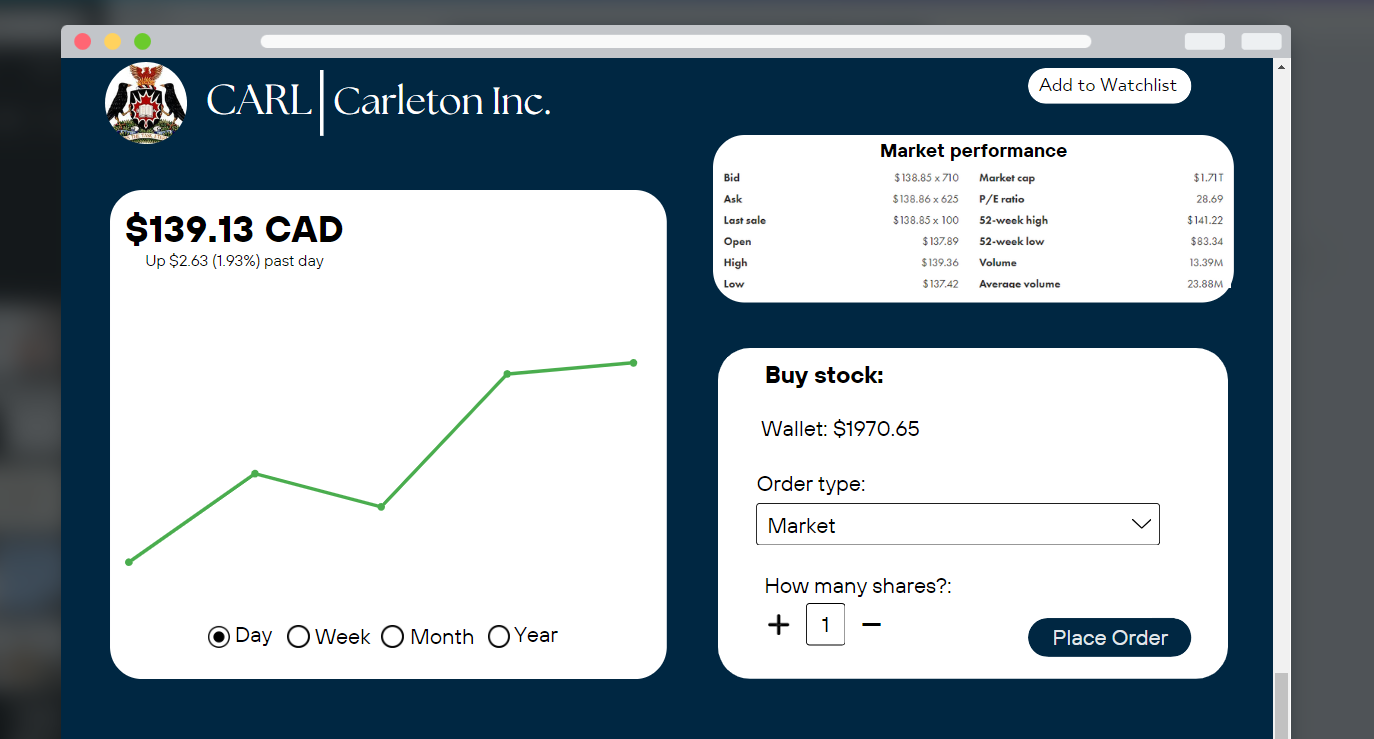 CARL | Carleton Inc.
Add to Watchlist
Market performance
Bid $138.85 x 710 Market cap $1.71T
Ask $138.86 x 625 P/E ratio 28.69
Last sale $138.85 x 100 52-week high $141.22
Open $137.89 52-week low $83.34
High $139.36 Volume 13.39M
Low $137.42 Average volume 23.88M
$139.13 CAD
Up $2.63 (1.93%) past day
Day Week Month Year
Buy stock:
Wallet: $1970.65
Order type:
Market
How many shares?:
+ 1 −
Place Order